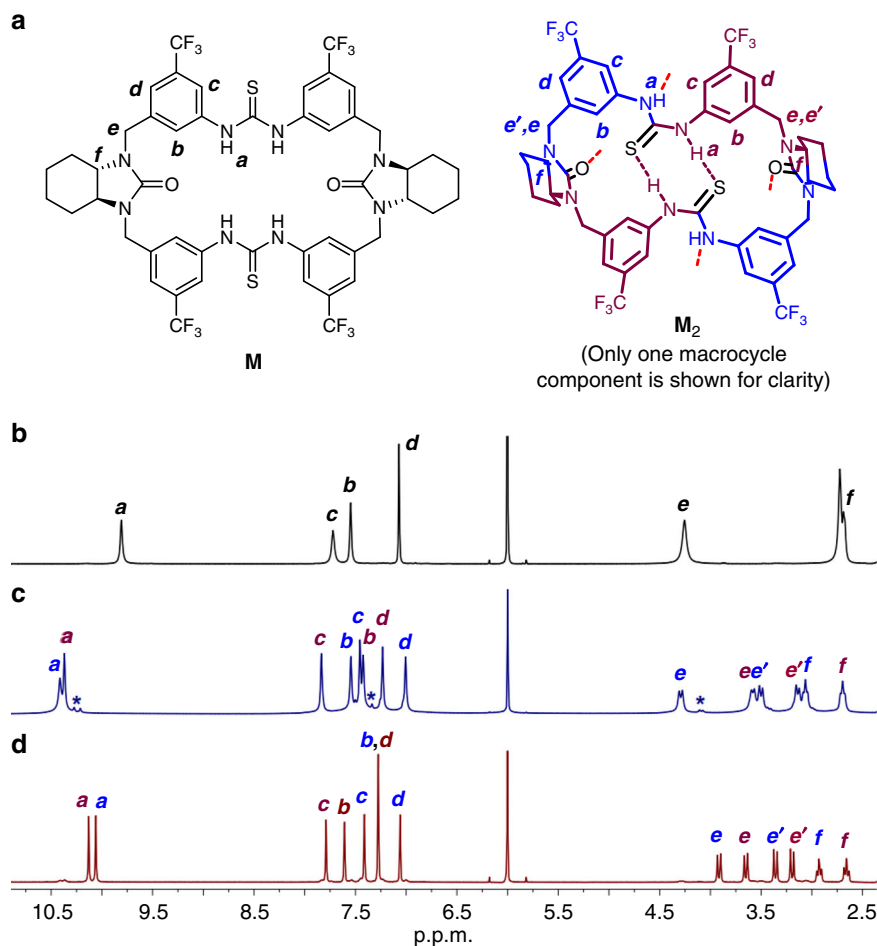 a
CF₃
CF₃
d
c
S
e
N
H
N
H
b
a
f
N
O
N
N
O
N
H
N
H
N
S
CF₃
CF₃
M
F₃C
CF₃
c
a
d
NH
c
d
b
N
b
e′,e
S
a
H
e,e′
N
O
N
f
H
S
O
f
N
N
N
HN
F₃C
CF₃
M₂
(Only one macrocycle
component is shown for clarity)
b
a
c
b
d
e
f
c
a
a
*
c
b
c
b
*
d
d
e
*
e
e′
e′
f
f
d
a
a
c
b
c
b,d
d
e
e
e′
e′
f
f
10.5 9.5 8.5 7.5 6.5 5.5 4.5 3.5 2.5
p.p.m.